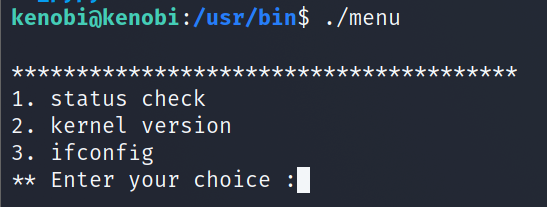 kenobi@kenobi:/usr/bin$ ./menu
***************************************
1. status check
2. kernel version
3. ifconfig
** Enter your choice :